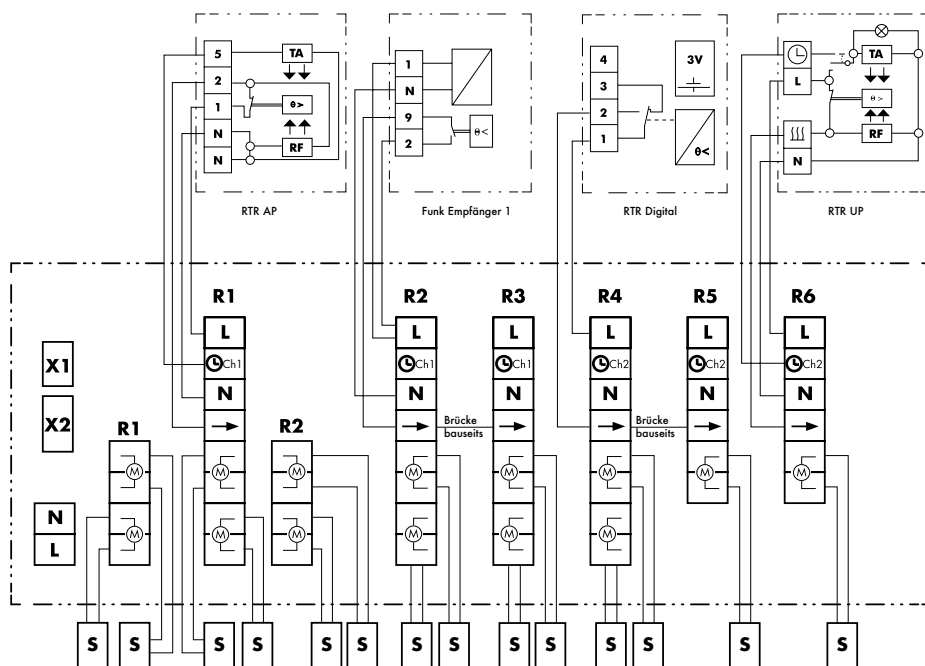 5
TA
2
1
θ >
N
RF
N
RTR AP
1
N
9
θ<
2
Funk Empfänger 1
4
3V
3
2
1
θ<
RTR Digital
TA
L
θ >
RF
N
RTR UP
R1
R2
R3
R4
R5
R6
L
L
L
L
L
L
Ch1
Ch1
Ch1
Ch2
Ch2
Ch2
N
N
N
N
N
N
X1
X2
Brücke
bauseits
Brücke
bauseits
R1
R2
M
M
M
M
M
M
M
M
M
M
M
M
M
M
N
L
S
S
S
S
S
S
S
S
S
S
S
S
S
S